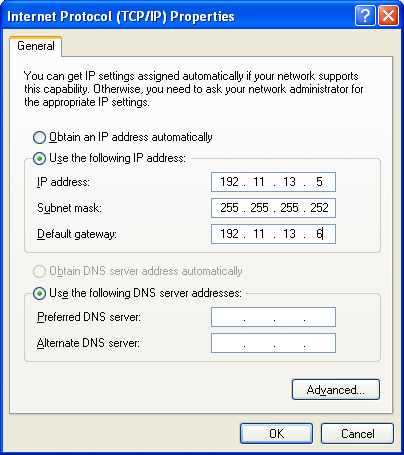 Internet Protocol (TCP/IP) Properties
General
You can get IP settings assigned automatically if your network supports
this capability. Otherwise, you need to ask your network administrator for
the appropriate IP settings.
Obtain an IP address automatically
Use the following IP address:
IP address: 192 . 11 . 13 . 5
Subnet mask: 255 . 255 . 255 . 252
Default gateway: 192 . 11 . 13 . 6
Obtain DNS server address automatically
Use the following DNS server addresses:
Preferred DNS server: . . .
Alternate DNS server: . . .
Advanced...
OK Cancel